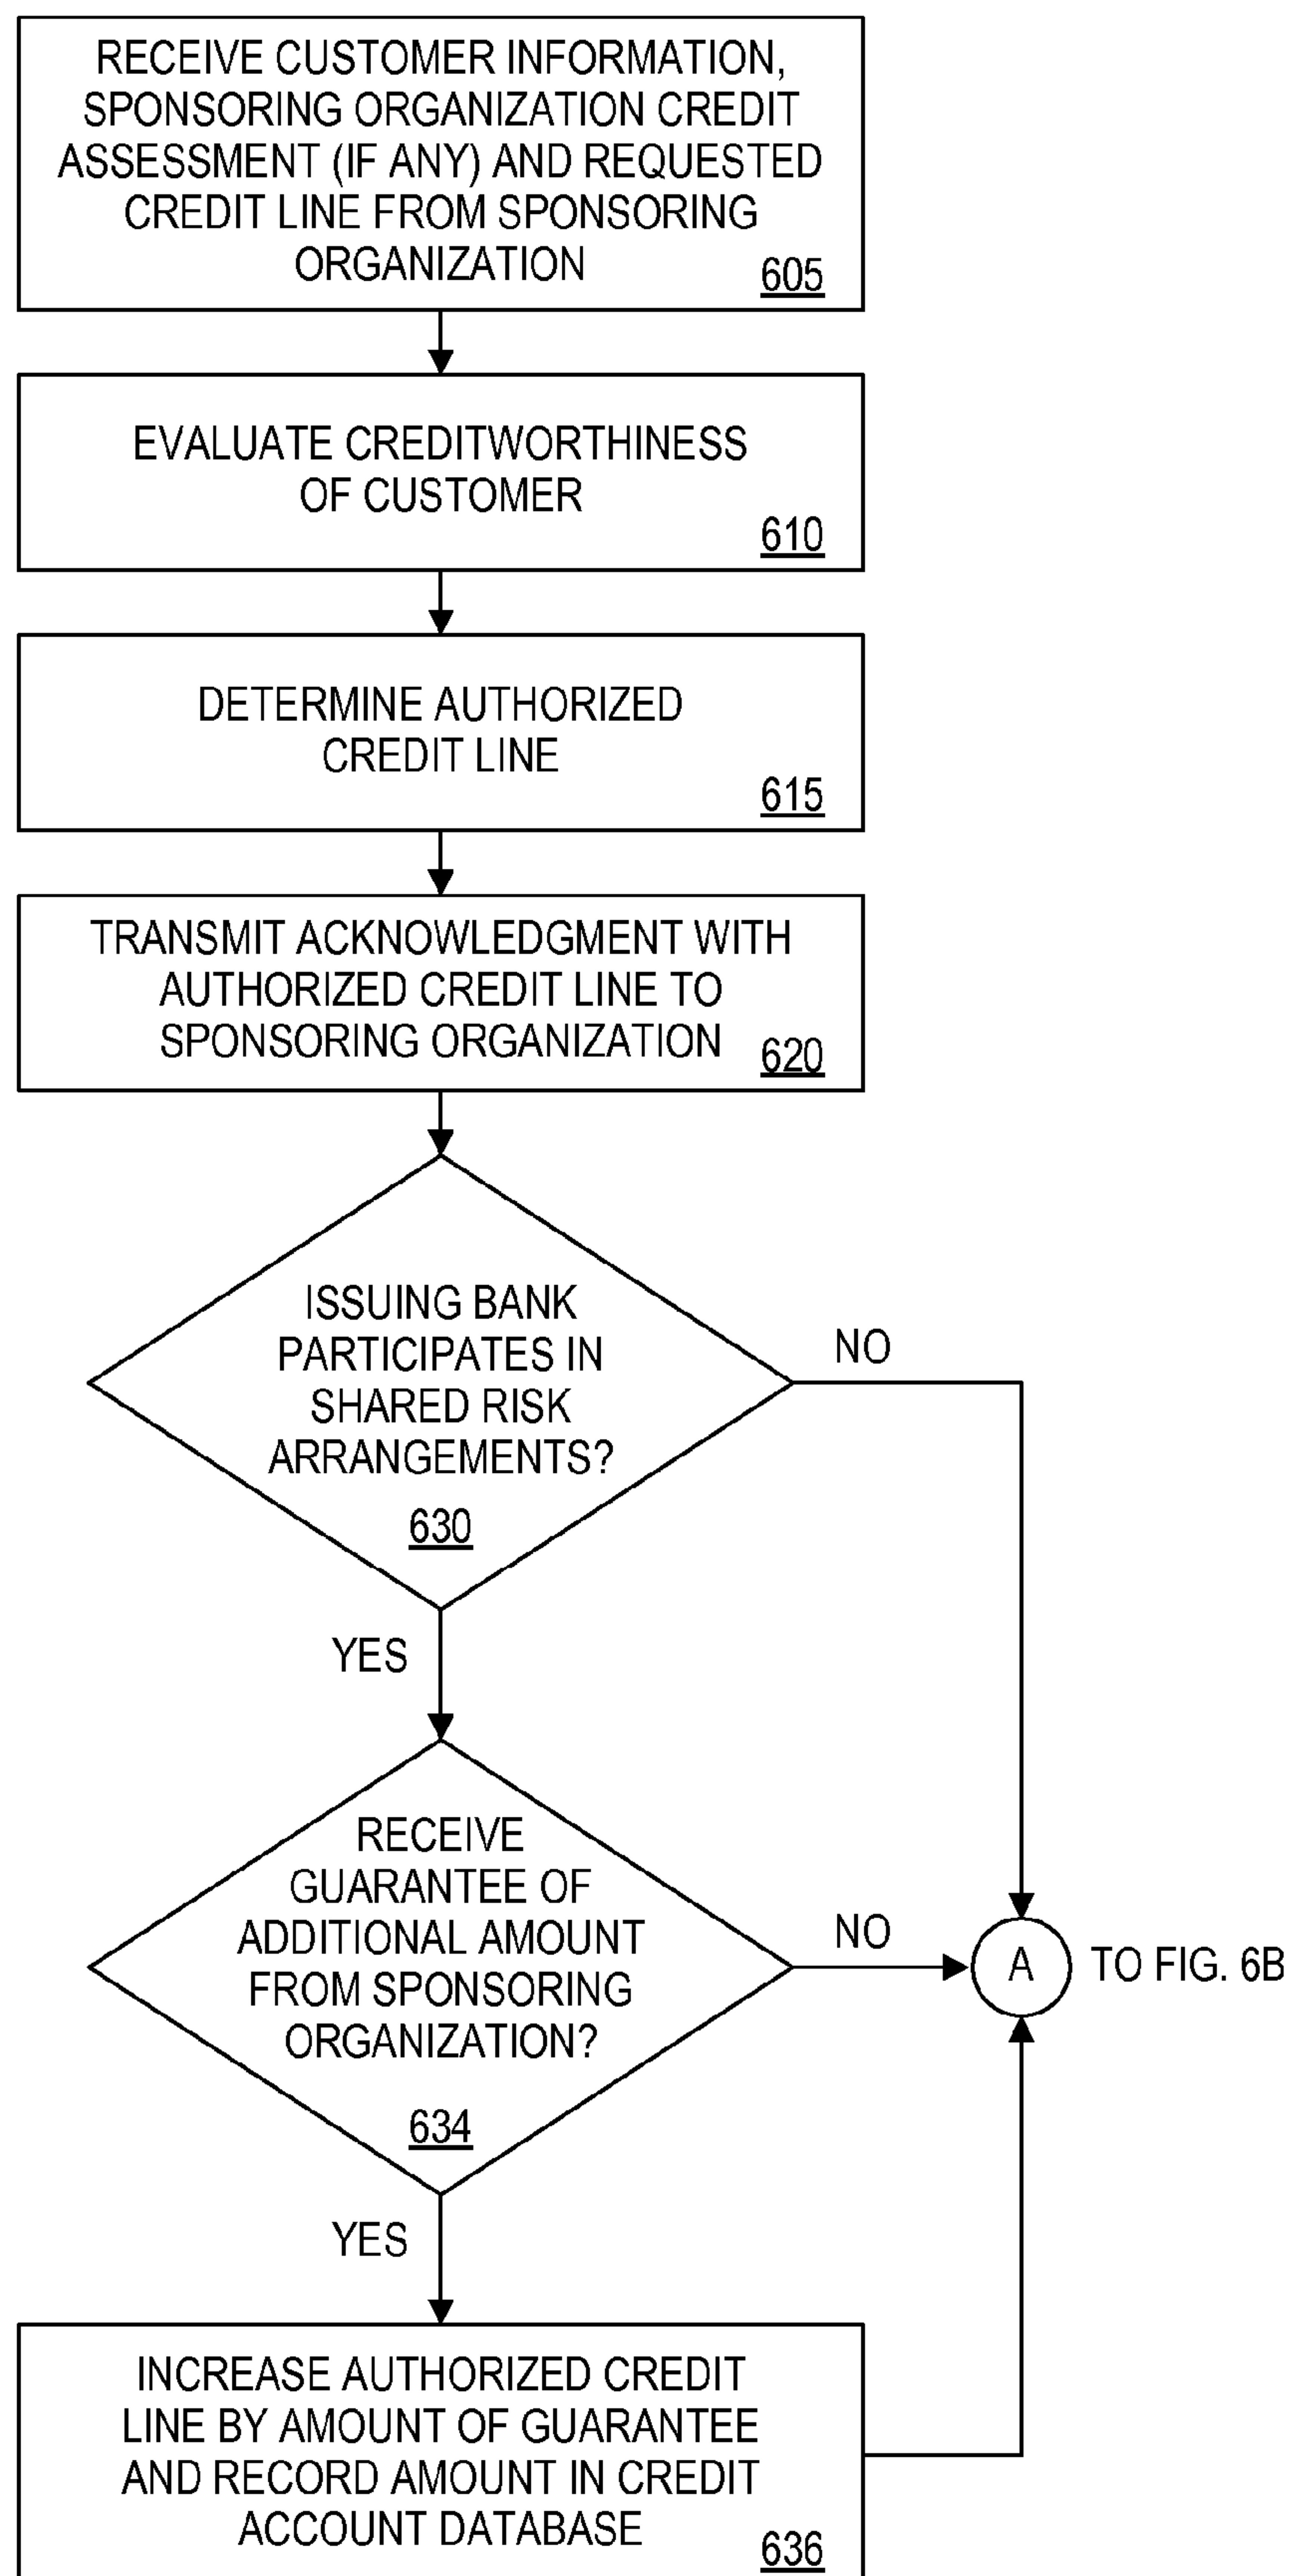 RECEIVE CUSTOMER INFORMATION,
SPONSORING ORGANIZATION CREDIT
ASSESSMENT (IF ANY) AND REQUESTED
CREDIT LINE FROM SPONSORING
ORGANIZATION
605
EVALUATE CREDITWORTHINESS
OF CUSTOMER
610
DETERMINE AUTHORIZED
CREDIT LINE
615
TRANSMIT ACKNOWLEDGMENT WITH
AUTHORIZED CREDIT LINE TO
SPONSORING ORGANIZATION
620
ISSUING BANK
PARTICIPATES IN
SHARED RISK
ARRANGEMENTS?
630
NO
YES
RECEIVE
GUARANTEE OF
ADDITIONAL AMOUNT
FROM SPONSORING
ORGANIZATION?
634
NO
A
TO FIG. 6B
YES
INCREASE AUTHORIZED CREDIT
LINE BY AMOUNT OF GUARANTEE
AND RECORD AMOUNT IN CREDIT
ACCOUNT DATABASE
636